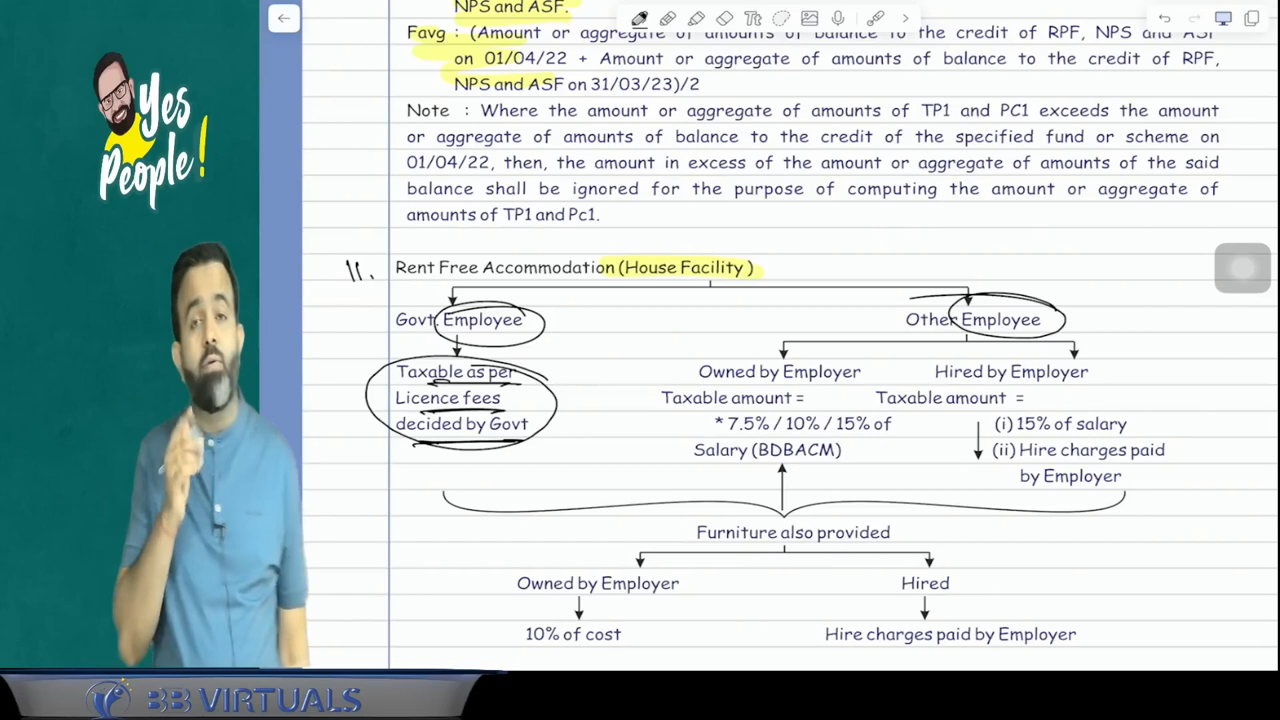 Yes
People!
NPS and ASF.
Favg : (Amount or aggregate of amounts of balance to the credit of RPF, NPS and ASF
on 01/04/22 + Amount or aggregate of amounts of balance to the credit of RPF,
NPS and ASF on 31/03/23)/2
Note : Where the amount or aggregate of amounts of TP1 and PC1 exceeds the amount
or aggregate of amounts of balance to the credit of the specified fund or scheme on
01/04/22, then, the amount in excess of the amount or aggregate of amounts of the said
balance shall be ignored for the purpose of computing the amount or aggregate of
amounts of TP1 and Pc1.
11. Rent Free Accommodation (House Facility )
Govt. Employee
Other Employee
Taxable as per
Licence fees
decided by Govt
Owned by Employer
Taxable amount =
* 7.5% / 10% / 15% of
Salary (BDBACM)
Hired by Employer
Taxable amount =
(i) 15% of salary
(ii) Hire charges paid
by Employer
Furniture also provided
Owned by Employer
Hired
10% of cost
Hire charges paid by Employer
BB VIRTUALS